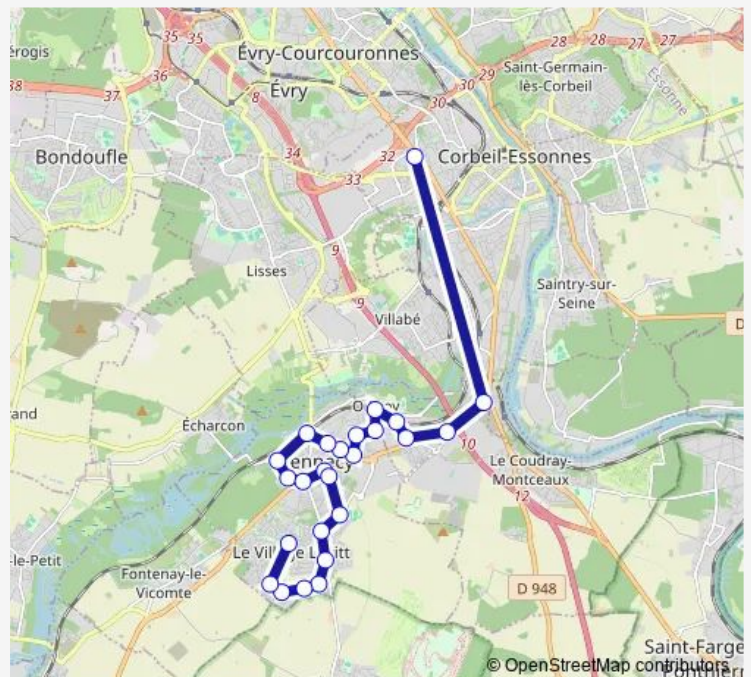 35
35
érogis
Évry-Courcouronnes
28
28
27
27
36
Saint-Germain-
lès-Corbeil
38
37
Évry
8
30
30
29
Essonne
34
32
Bondoufle
33
Corbeil-Essonnes
9
Lisses
Saintry-sur-
Seine
9
Villabé
D
and
Écharcon
10
Le Coudray-
Montceaux
12
-le-Petit
Fontenay-le-
Vicomte
D 948
Saint-Farge
© OpenStreetMap contributors